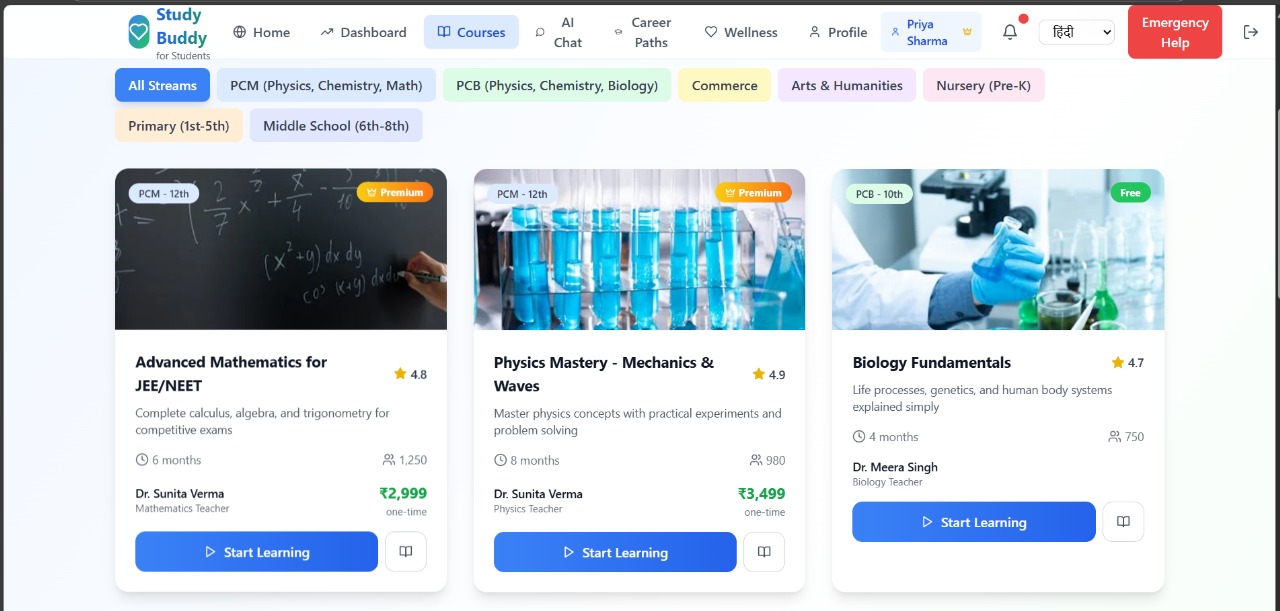 Study
Buddy
for Students
Home
Dashboard
Courses
AI
Chat
Career
Paths
Wellness
Profile
Priya
Sharma
हिंदी
Emergency
Help
All Streams
PCM (Physics, Chemistry, Math)
PCB (Physics, Chemistry, Biology)
Commerce
Arts & Humanities
Nursery (Pre-K)
Primary (1st-5th)
Middle School (6th-8th)
PCM - 12th
Premium
(x²+y) dx dy
PCM - 12th
Premium
PCB - 10th
Free
Advanced Mathematics for
JEE/NEET
4.8
Complete calculus, algebra, and trigonometry for
competitive exams
6 months
1,250
Dr. Sunita Verma
Mathematics Teacher
₹2,999
one-time
Start Learning
Physics Mastery - Mechanics &
Waves
4.9
Master physics concepts with practical experiments and
problem solving
8 months
980
Dr. Sunita Verma
Physics Teacher
₹3,499
one-time
Start Learning
Biology Fundamentals
4.7
Life processes, genetics, and human body systems
explained simply
4 months
750
Dr. Meera Singh
Biology Teacher
Start Learning